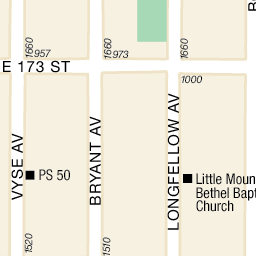 1660
957
1660
973
1660
1000
E 173 ST
VYSE AV
BRYANT AV
LONGFELLOW AV
PS 50
Little Moun
Bethel Bapt
Church
1520
1510